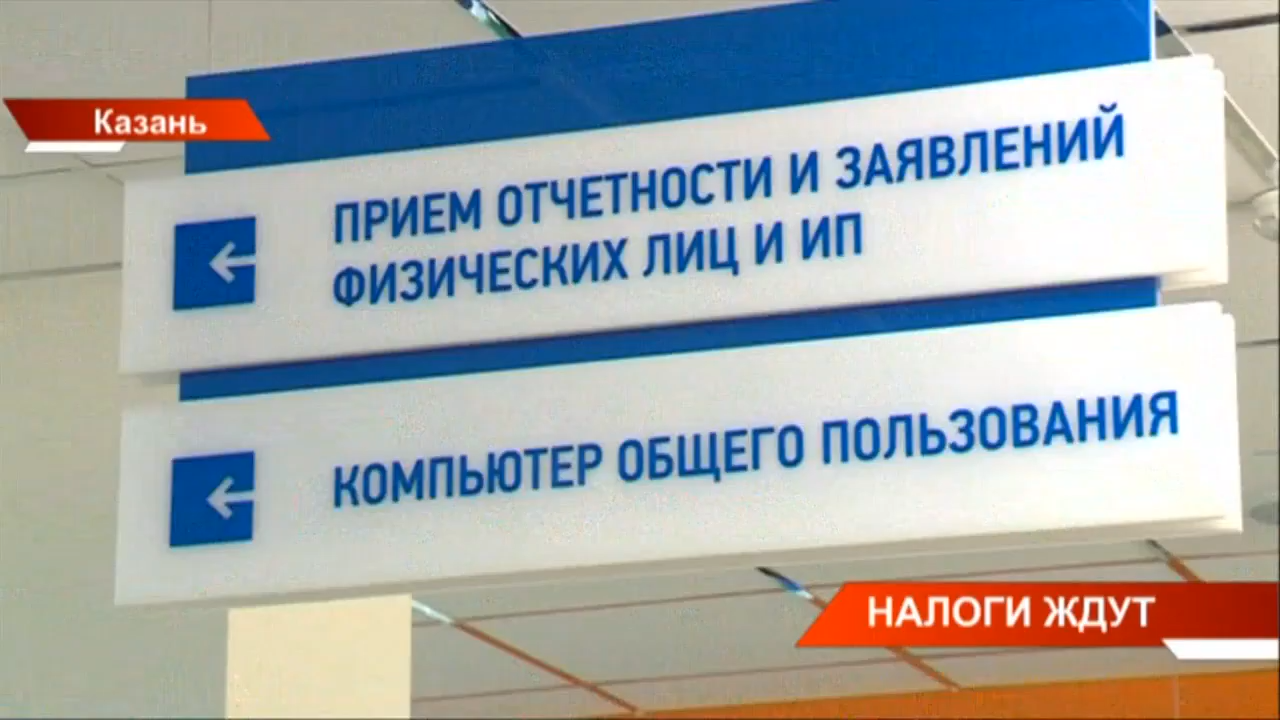 Казань
ПРИЕМ ОТЧЕТНОСТИ И ЗАЯВЛЕНИЙ
ФИЗИЧЕСКИХ ЛИЦ И ИП
КОМПЬЮТЕР ОБЩЕГО ПОЛЬЗОВАНИЯ
НАЛОГИ ЖДУТ